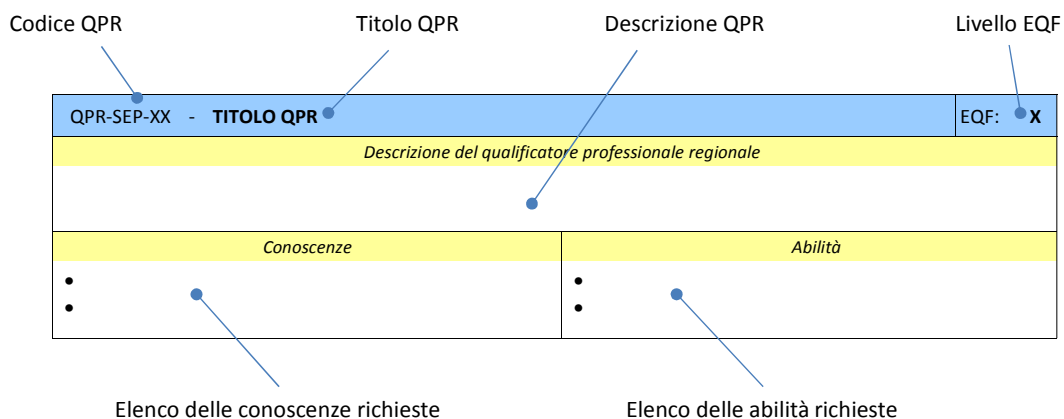 Codice QPR Titolo QPR Descrizione QPR Livello EQF
QPR-SEP-XX - TITOLO QPR EQF: X
Descrizione del qualificatore professionale regionale
Conoscenze Abilità
• •
• •
Elenco delle conoscenze richieste Elenco delle abilità richieste